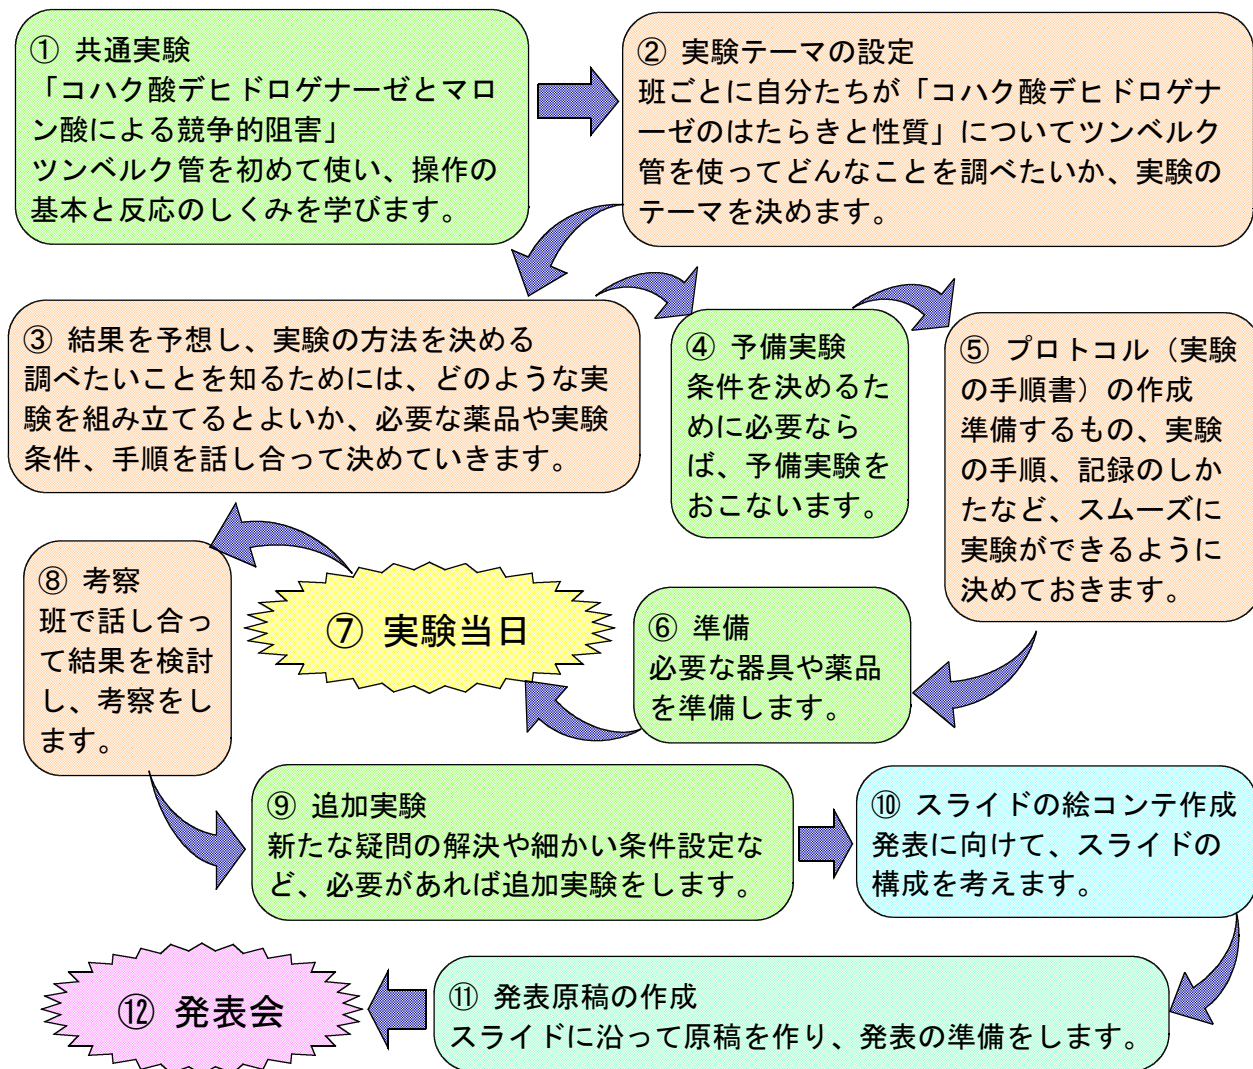 ① 共通実験
「コハク酸デヒドロゲナーゼとマロ
ン酸による競争的阻害」
ツンベルク管を初めて使い、操作の
基本と反応のしくみを学びます。
② 実験テーマの設定
班ごとに自分たちが「コハク酸デヒドロゲナ
ーゼのはたらきと性質」についてツンベルク
管を使ってどんなことを調べたいか、実験の
テーマを決めます。
③ 結果を予想し、実験の方法を決める
調べたいことを知るためには、どのような実
験を組み立てるとよいか、必要な薬品や実験
条件、手順を話し合って決めていきます。
④ 予備実験
条件を決めるた
めに必要なら
ば、予備実験を
おこないます。
⑤ プロトコル（実験
の手順書）の作成
準備するもの、実験
の手順、記録のしか
たなど、スムーズに
実験ができるように
決めておきます。
⑥ 準備
必要な器具や薬品
を準備します。
⑦ 実験当日
⑧ 考察
班で話し合っ
て結果を検討
し、考察をし
ます。
⑨ 追加実験
新たな疑問の解決や細かい条件設定な
ど、必要があれば追加実験をします。
⑩ スライドの絵コンテ作成
発表に向けて、スライドの
構成を考えます。
⑪ 発表原稿の作成
スライドに沿って原稿を作り、発表の準備をします。
⑫ 発表会